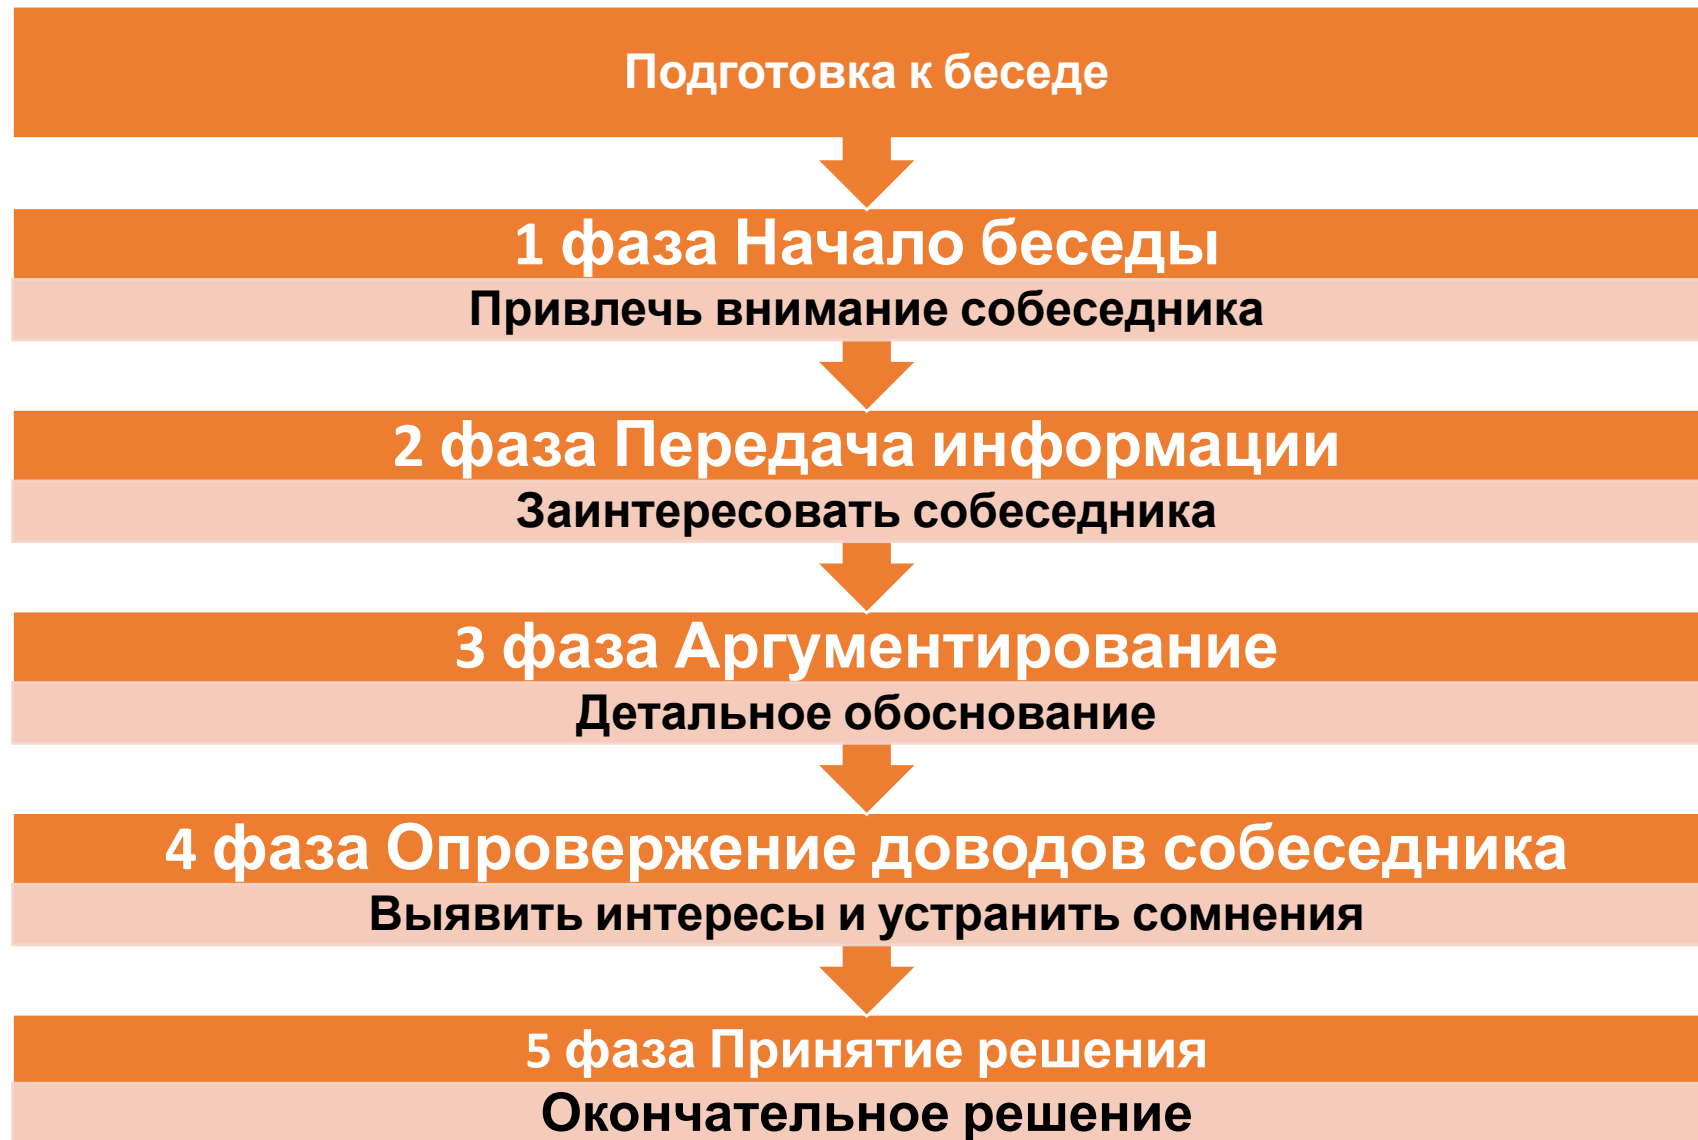 Подготовка к беседе
1 фаза Начало беседы
Привлечь внимание собеседника
2 фаза Передача информации
Заинтересовать собеседника
3 фаза Аргументирование
Детальное обоснование
4 фаза Опровержение доводов собеседника
Выявить интересы и устранить сомнения
5 фаза Принятие решения
Окончательное решение